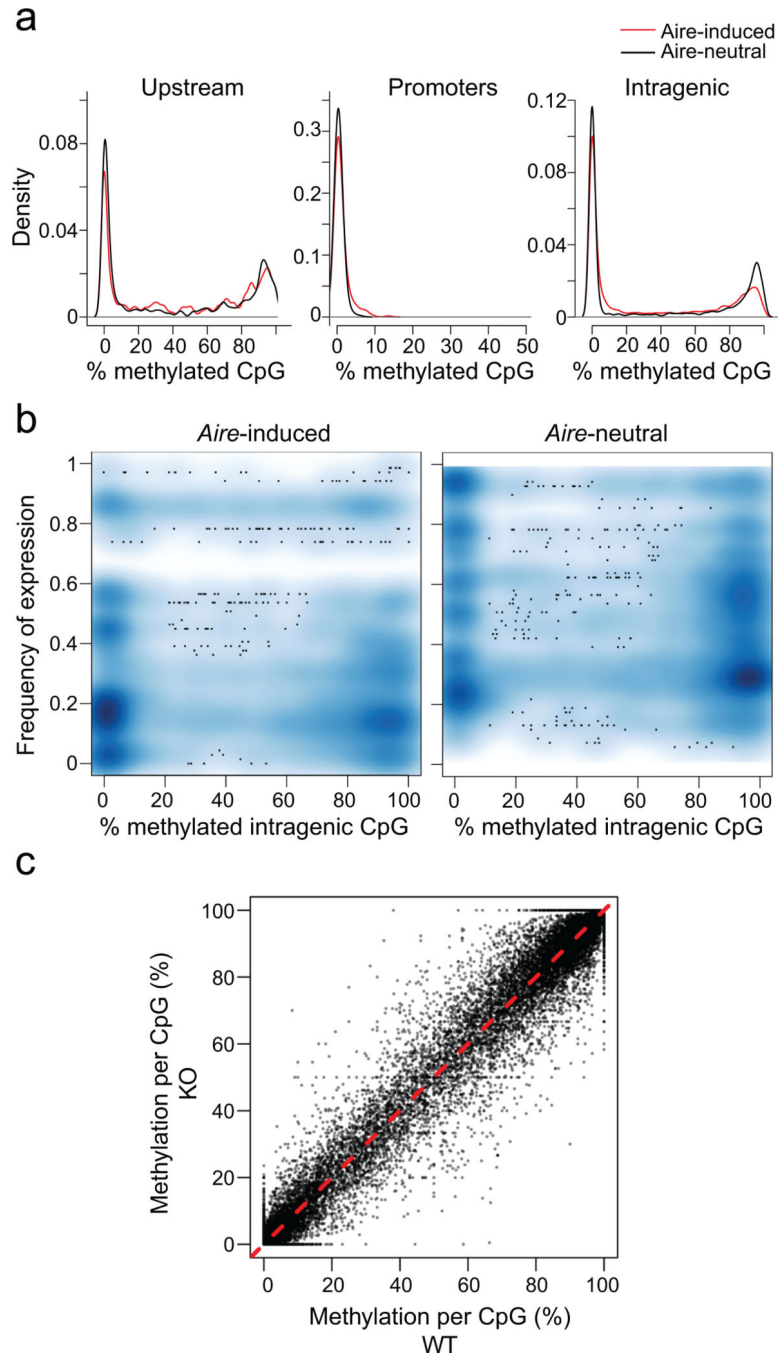 a
Aire-induced
Aire-neutral
Upstream
Promoters
Intragenic
Density
0.08
0.04
0
0 20 40 60 80
% methylated CpG
0.3
0.2
0.1
0
0 10 20 30 40 50
% methylated CpG
0.12
0.08
0.04
0
0 20 40 60 80
% methylated CpG
b
Aire-induced
Aire-neutral
Frequency of expression
1
0.8
0.6
0.4
0.2
0
0 20 40 60 80 100
% methylated intragenic CpG
0 20 40 60 80 100
% methylated intragenic CpG
c
Methylation per CpG (%)
KO
100
80
60
40
20
0
0 20 40 60 80 100
Methylation per CpG (%)
WT